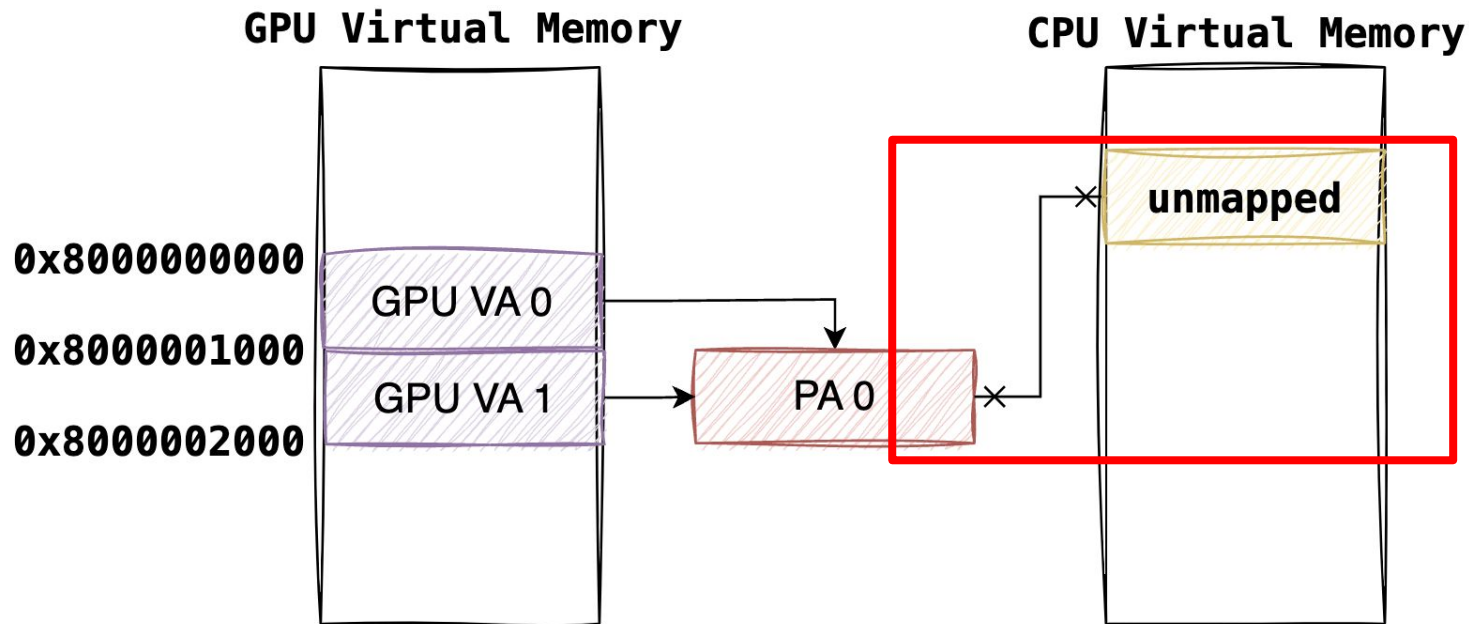 GPU Virtual Memory
CPU Virtual Memory
unmapped
0x8000000000
GPU VA 0
0x8000001000
GPU VA 1
PA 0
0x8000002000